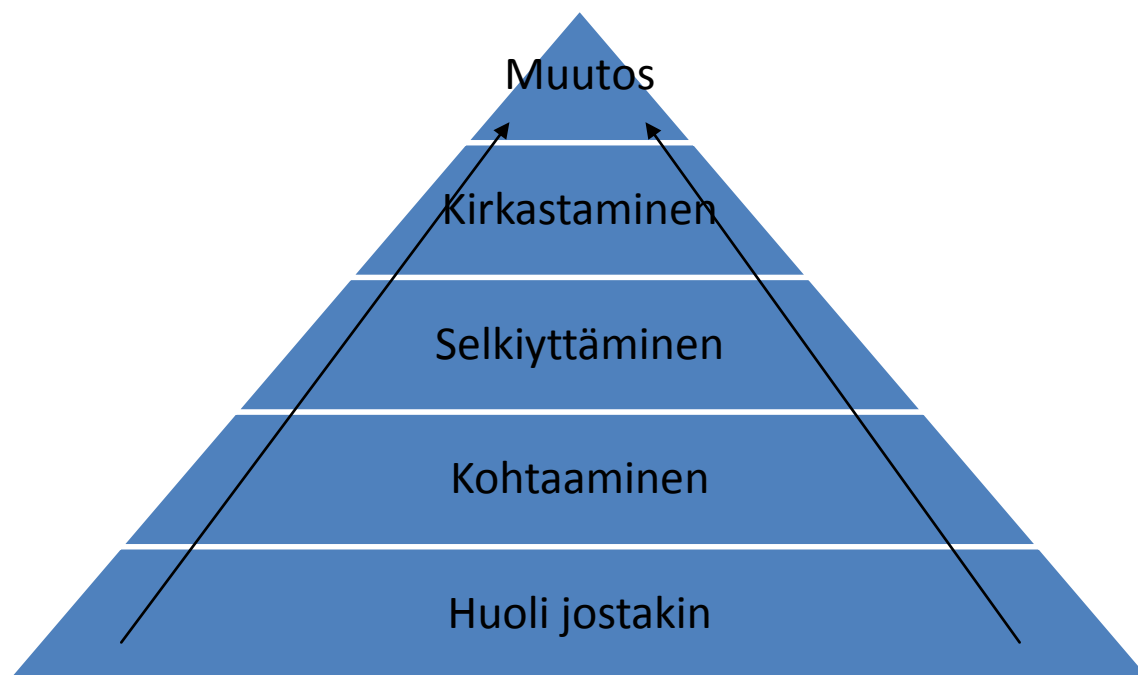 Muutos
Kirkastaminen
Selkiyttäminen
Kohtaaminen
Huoli jostakin